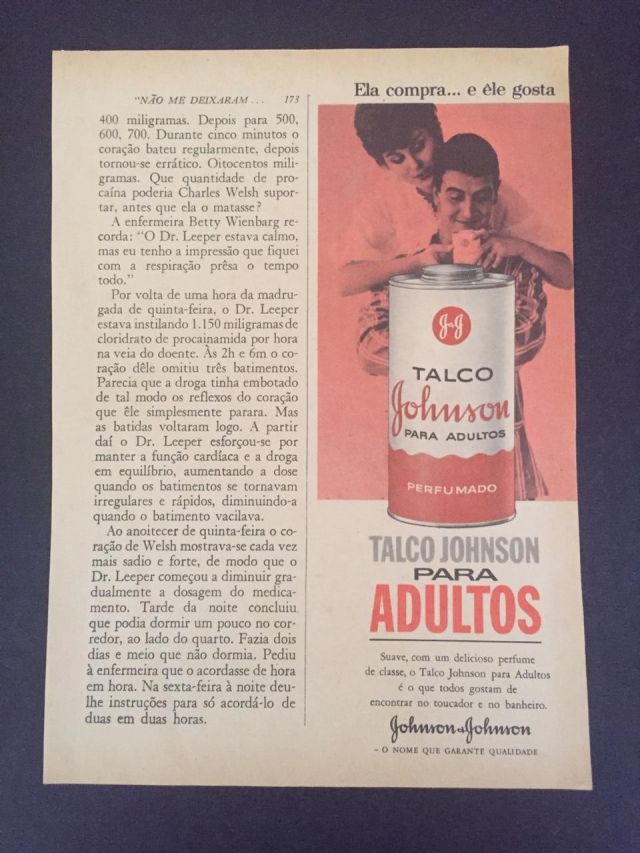 "NÃO ME DEIXARAM... 173
400 miligramas. Depois para 500,
600, 700. Durante cinco minutos o
coração bateu regularmente, depois
tornou-se errático. Oitocentos mili-
gramas. Que quantidade de pro-
caína poderia Charles Welsh supor-
tar, antes que ela o matasse?
A enfermeira Betty Wienbarg re-
corda: "O Dr. Leeper estava calmo,
mas eu tenho a impressão que fiquei
com a respiração prêsa o tempo
todo."
Por volta de uma hora da madru-
gada de quinta-feira, o Dr. Leeper
estava instilando 1.150 miligramas de
cloridrato de procainamida por hora
na veia do doente. Às 2h e 6m o co-
ração dêle omitiu três batimentos.
Parecia que a droga tinha embotado
de tal modo os reflexos do coração
que êle simplesmente parara. Mas
as batidas voltaram logo. A partir
daí o Dr. Leeper esforçou-se por
manter a função cardíaca e a droga
em equilíbrio, aumentando a dose
quando os batimentos se tornavam
irregulares e rápidos, diminuindo-a
quando o batimento vacilava.
Ao anoitecer de quinta-feira o co-
ração de Welsh mostrava-se cada vez
mais sadio e forte, de modo que o
Dr. Leeper começou a diminuir gra-
dualmente a dosagem do medica-
mento. Tarde da noite concluiu
que podia dormir um pouco no cor-
redor, ao lado do quarto. Fazia dois
dias e meio que não dormia. Pediu
à enfermeira que o acordasse de hora
em hora. Na sexta-feira à noite deu-
lhe instruções para só acordá-lo de
duas em duas horas.
Ela compra... e êle gosta
J&J
TALCO
Johnson
PARA ADULTOS
PERFUMADO
TALCO JOHNSON
PARA
ADULTOS
Suave, com um delicioso perfume
de classe, o Talco Johnson para Adultos
é o que todos gostam de
encontrar no toucador e no banheiro.
Johnson & Johnson
- O NOME QUE GARANTE QUALIDADE